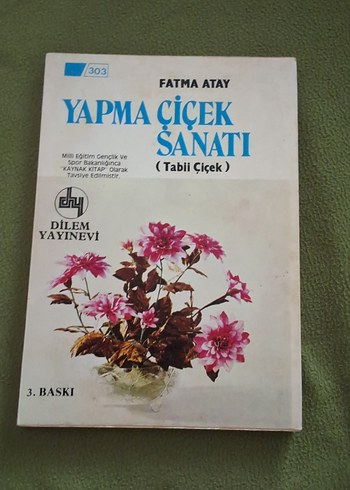 303
FATMA ATAY
YAPMA ÇİÇEK
SANATI
(Tabii Çiçek)
Milli Eğitim Gençlik Ve
Spor Bakanlığınca
"KAYNAK KİTAP" Olarak
Tavsiye Edilmiştir.
dhy
DİLEM
YAYINEVİ
3. BASKI